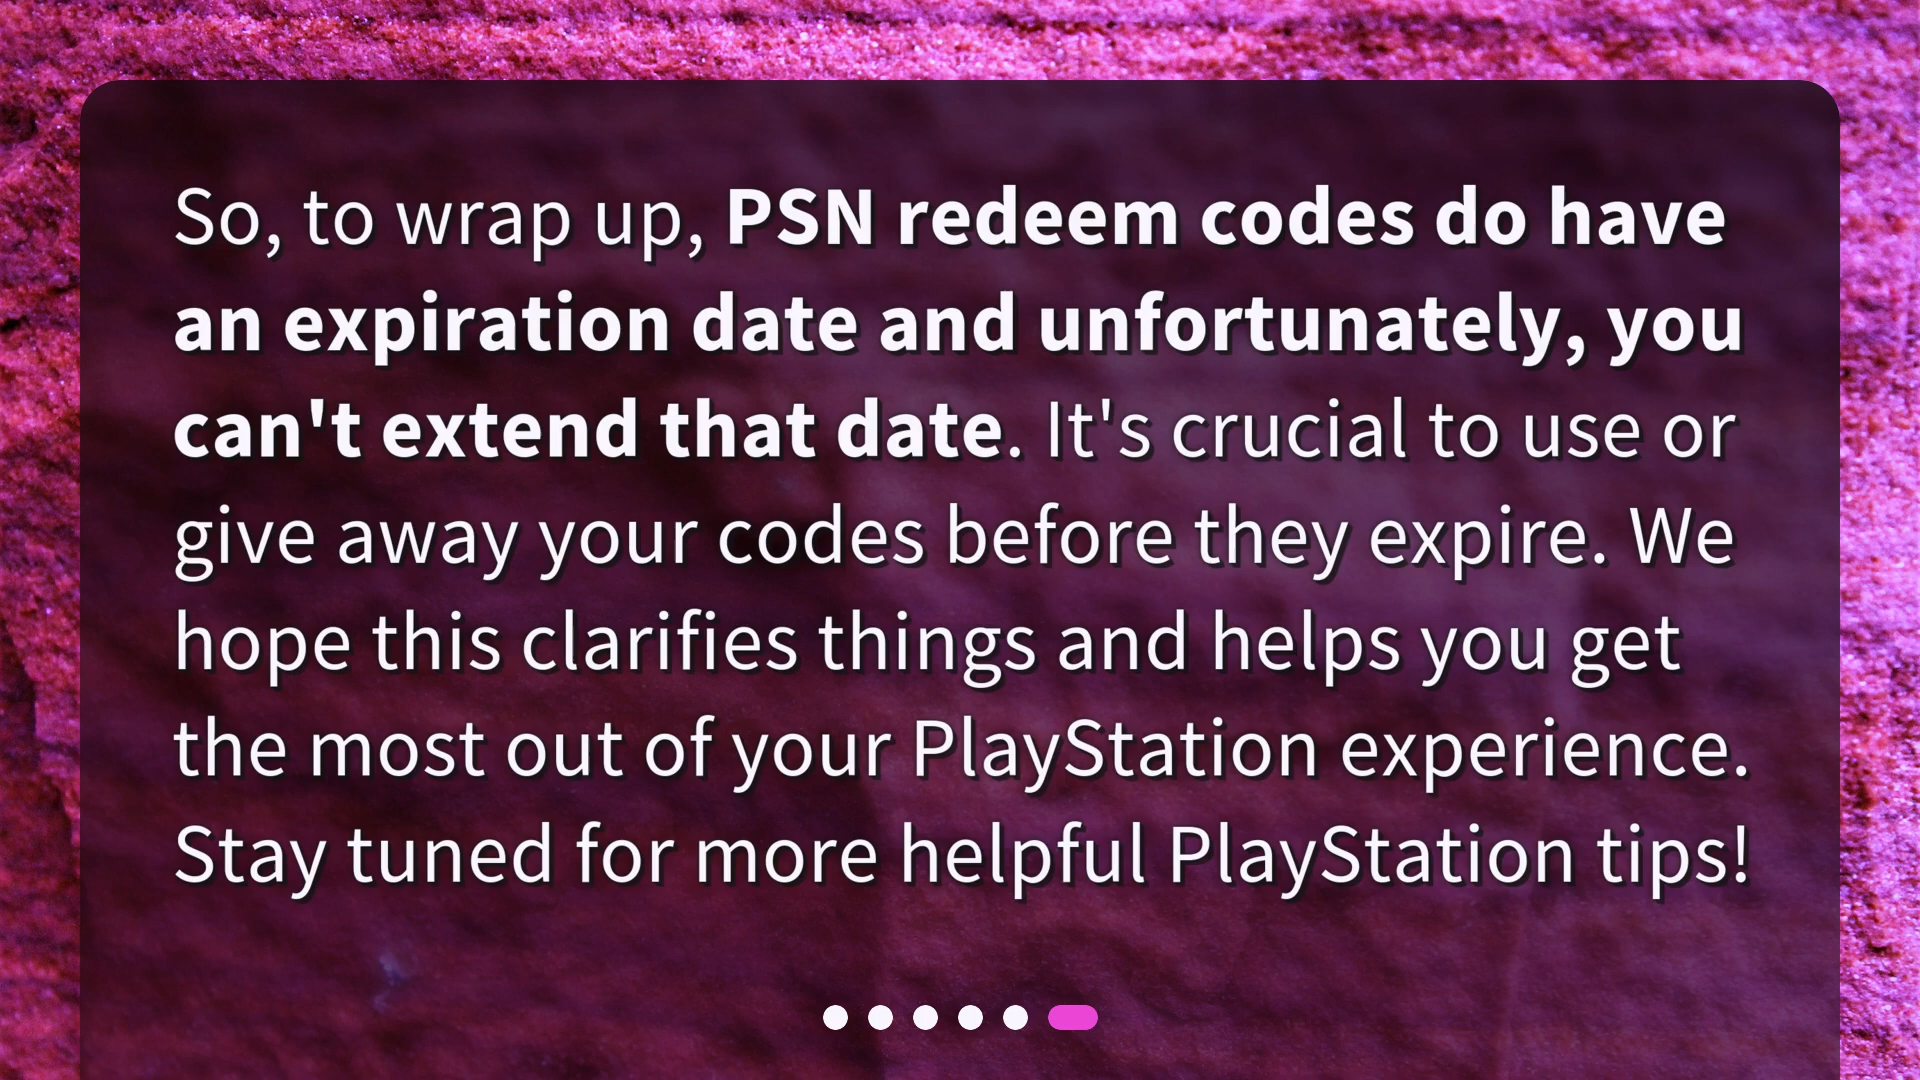 So, to wrap up, PSN redeem codes do have
an expiration date and unfortunately, you
can't extend that date. It's crucial to use or
give away your codes before they expire. We
hope this clarifies things and helps you get
the most out of your PlayStation experience.
Stay tuned for more helpful PlayStation tips!